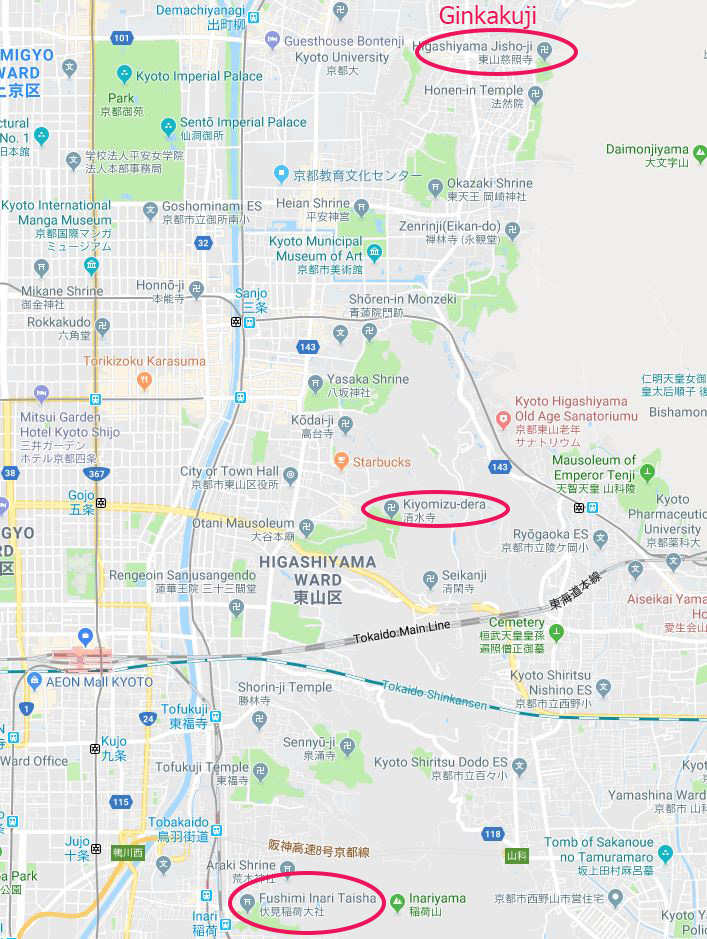 Ginkakuji
Demachiyanagi
出町柳
101
Guesthouse Bontenji
Kyoto University
京都大
Higashiyama Jisho-ji
東山慈照寺
MIGYO
WARD
上京区
Kyoto Imperial Palace
Park
京都御苑
Honen-in Temple
法然院
Sentō Imperial Palace
仙洞御所
ctural
No. 1
旧本館
学校法人平安女学院
法人本部事務局
Daimonjiyama
大文字山
京都教育文化センター
Okazaki Shrine
東天王 岡崎神社
Kyoto International
Manga Museum
京都国際マンガ
ミュージアム
Goshominami ES
京都市立御所南小
Heian Shrine
平安神宮
Zenrinji(Eikan-do)
禅林寺 (永観堂)
32
Kyoto Municipal
Museum of Art
京都市美術館
Mikane Shrine
御金神社
Honnō-ji
本能寺
Sanjo
三条
Shōren-in Monzeki
青蓮院門跡
Rokkakudo
六角堂
143
Torikizoku Karasuma
Yasaka Shrine
八坂神社
仁明天皇女御
皇太后順子 後
Mitsui Garden
Hotel Kyoto Shijo
三井ガーデン
ホテル京都四条
Kōdai-ji
高台寺
Kyoto Higashiyama
Old Age Sanatoriumu
京都東山老年
サナトリウム
Bishamon
38
367
City or Town Hall
京都市東山区役所
Starbucks
143
Mausoleum of
Emperor Tenji
天智天皇 山科陵
Gojo
五条
Kiyomizu-dera
清水寺
Kyoto
Pharmaceutic
University
京都薬科大
GYO
RD
区
Otani Mausoleum
大谷本廟
Ryōgaoka ES
京都市立陵ケ岡小
HIGASHIYAMA
WARD
東山区
Rengeoin Sanjusangendo
蓮華王院 三十三間堂
Seikanji
清閑寺
東海道本線
Aiseikai Yama
Ho
愛生会山
Tokaido Main Line
Cemetery
桓武天皇皇孫
遍照僧正御墓
AEON Mall KYOTO
Tokaido Shinkansen
Kyoto Shiritsu
Nishino ES
京都市立西野小
1
24
Tofukuji
東福寺
Shorin-ji Temple
勝林寺
Kujo
九条
Ward Office
Sennyū-ji
泉涌寺
Tofukuji Temple
東福寺
Kyoto Shiritsu Dodo ES
京都市立百々小
Kyot
京
Yamashina Ward
京都市 山科
115
Tobakaido
鳥羽街道
118
Jujo
十条
鴨川西
阪神高速8号京都線
山科
Tomb of Sakanoue
no Tamuramaro
坂上田村麻呂墓
公園
Araki Shrine
荒木神社
Fushimi Inari Taisha
伏見稲荷大社
Inariyama
稲荷山
京都市西野山市営住宅
Inari
稲荷